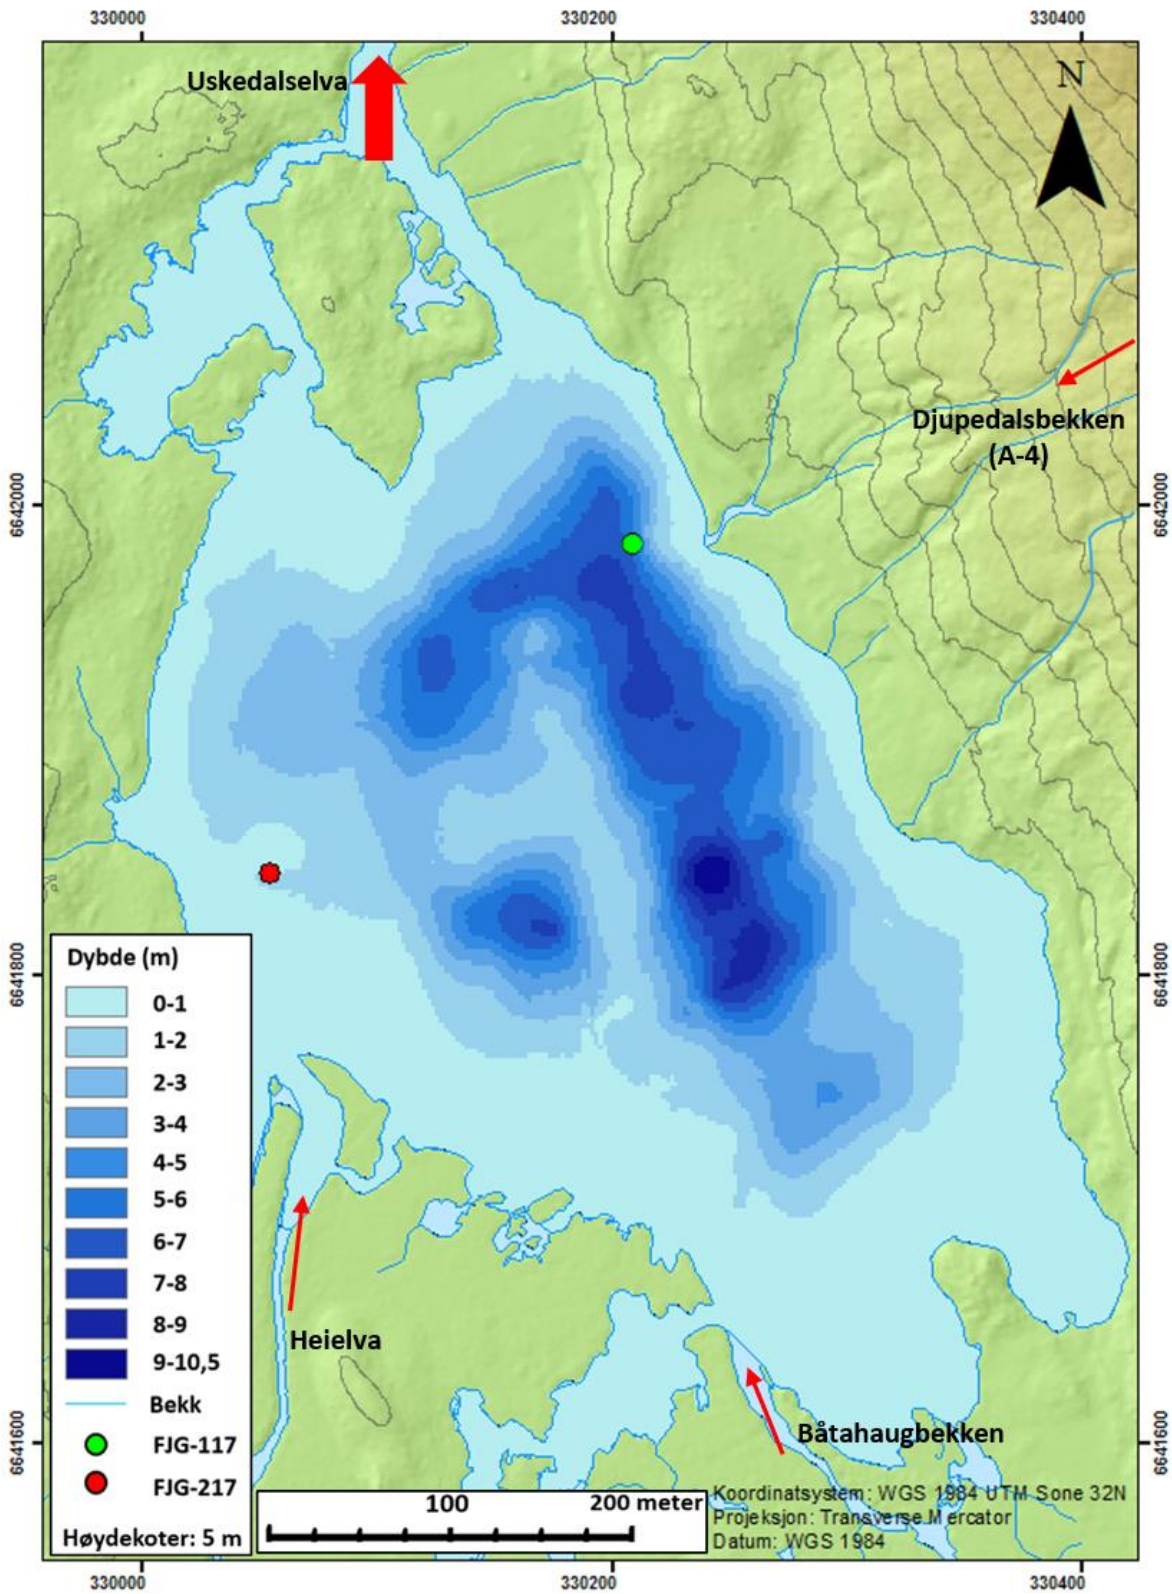 330000 330200 330400
Uskedalselva
N
Djupedalsbekken
(A-4)
6642000 6642000
6641800 6641800
Dybde (m)
0-1
1-2
2-3
3-4
4-5
5-6
6-7
7-8
8-9
9-10,5
Bekk
FJG-117
FJG-217
Høydekoter: 5 m
Heielva
Båtahaugbekken
6641600 6641600
100 200 meter
Koordinatsystem: WGS 1984 UTM Sone 32N
Projeksjon: Transverse Mercator
Datum: WGS 1984
330000 330200 330400